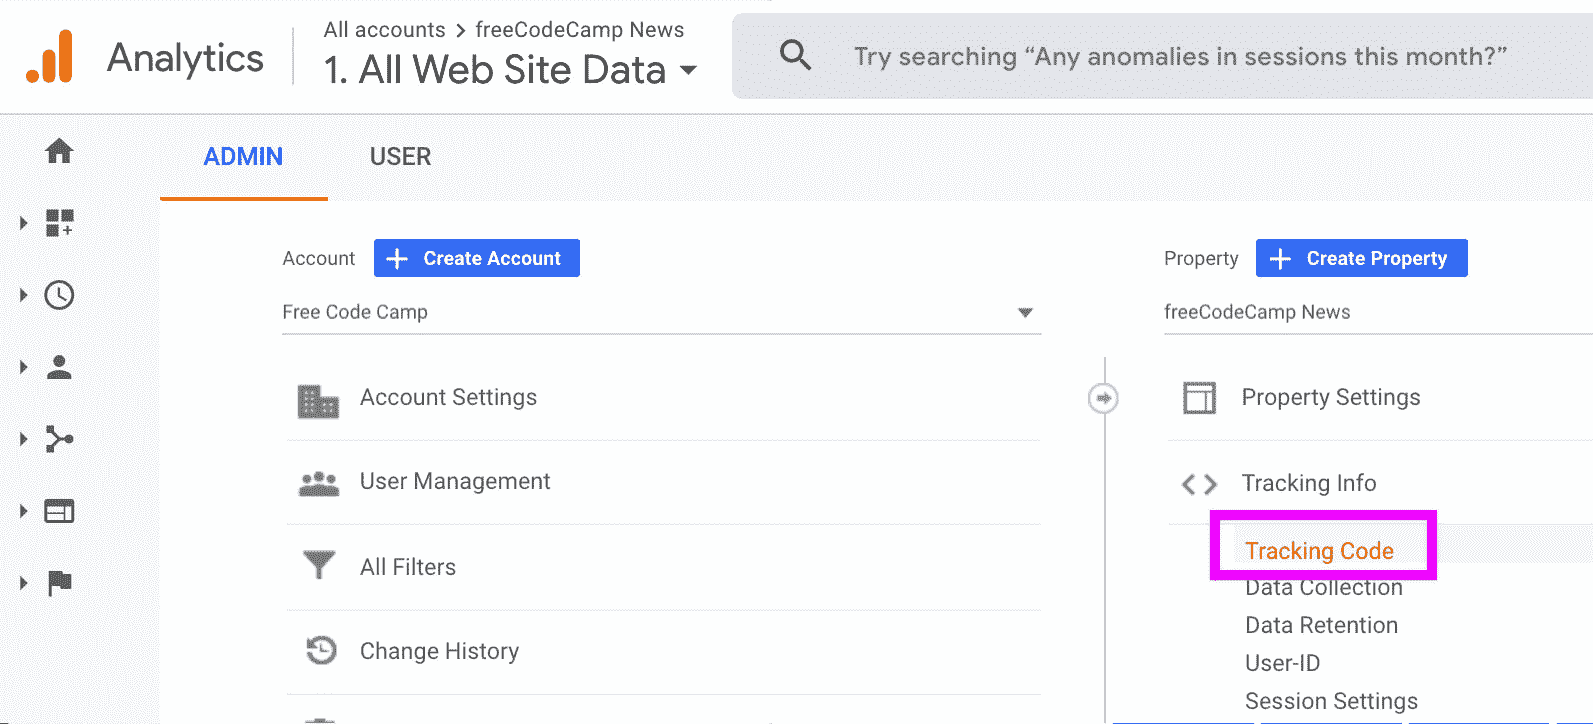 Analytics
All accounts > freeCodeCamp News
1. All Web Site Data
Try searching “Any anomalies in sessions this month?”
ADMIN
USER
Account
+ Create Account
Free Code Camp
Account Settings
User Management
All Filters
Change History
Property
+ Create Property
freeCodeCamp News
Property Settings
<> Tracking Info
Tracking Code
Data Collection
Data Retention
User-ID
Session Settings